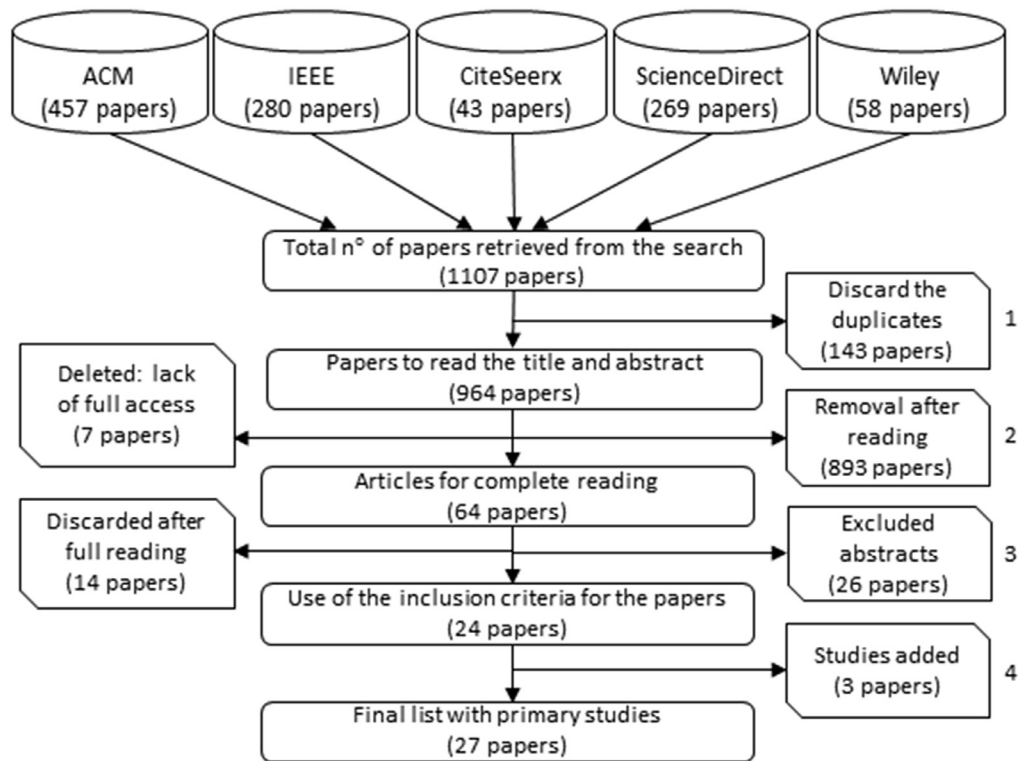 ACM
(457 papers)
IEEE
(280 papers)
CiteSeerx
(43 papers)
ScienceDirect
(269 papers)
Wiley
(58 papers)
Total n° of papers retrieved from the search
(1107 papers)
Discard the
duplicates
(143 papers)
1
Papers to read the title and abstract
(964 papers)
Deleted: lack
of full access
(7 papers)
Removal after
reading
(893 papers)
2
Articles for complete reading
(64 papers)
Discarded after
full reading
(14 papers)
Excluded
abstracts
(26 papers)
3
Use of the inclusion criteria for the papers
(24 papers)
Studies added
(3 papers)
4
Final list with primary studies
(27 papers)